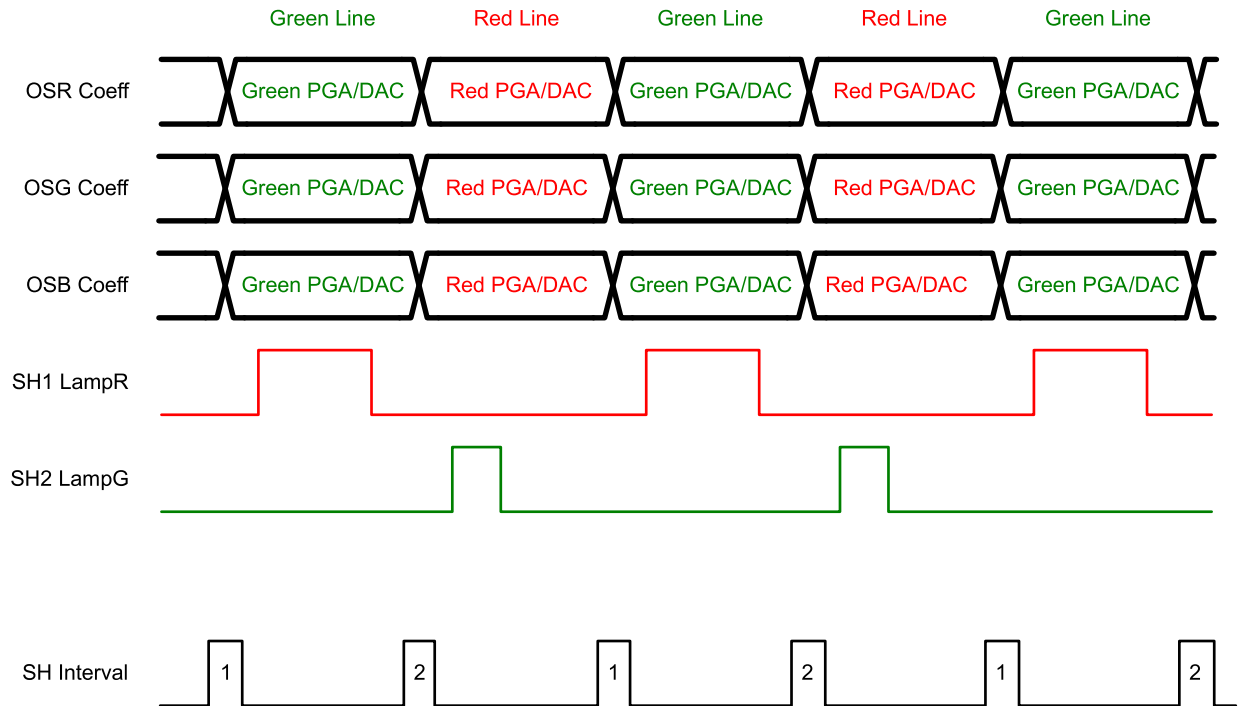 Green Line Red Line Green Line Red Line Green Line
OSR Coeff Green PGA/DAC Red PGA/DAC Green PGA/DAC Red PGA/DAC Green PGA/DAC
OSG Coeff Green PGA/DAC Red PGA/DAC Green PGA/DAC Red PGA/DAC Green PGA/DAC
OSB Coeff Green PGA/DAC Red PGA/DAC Green PGA/DAC Red PGA/DAC Green PGA/DAC
SH1 LampR
SH2 LampG
SH Interval 1 2 1 2 1 2